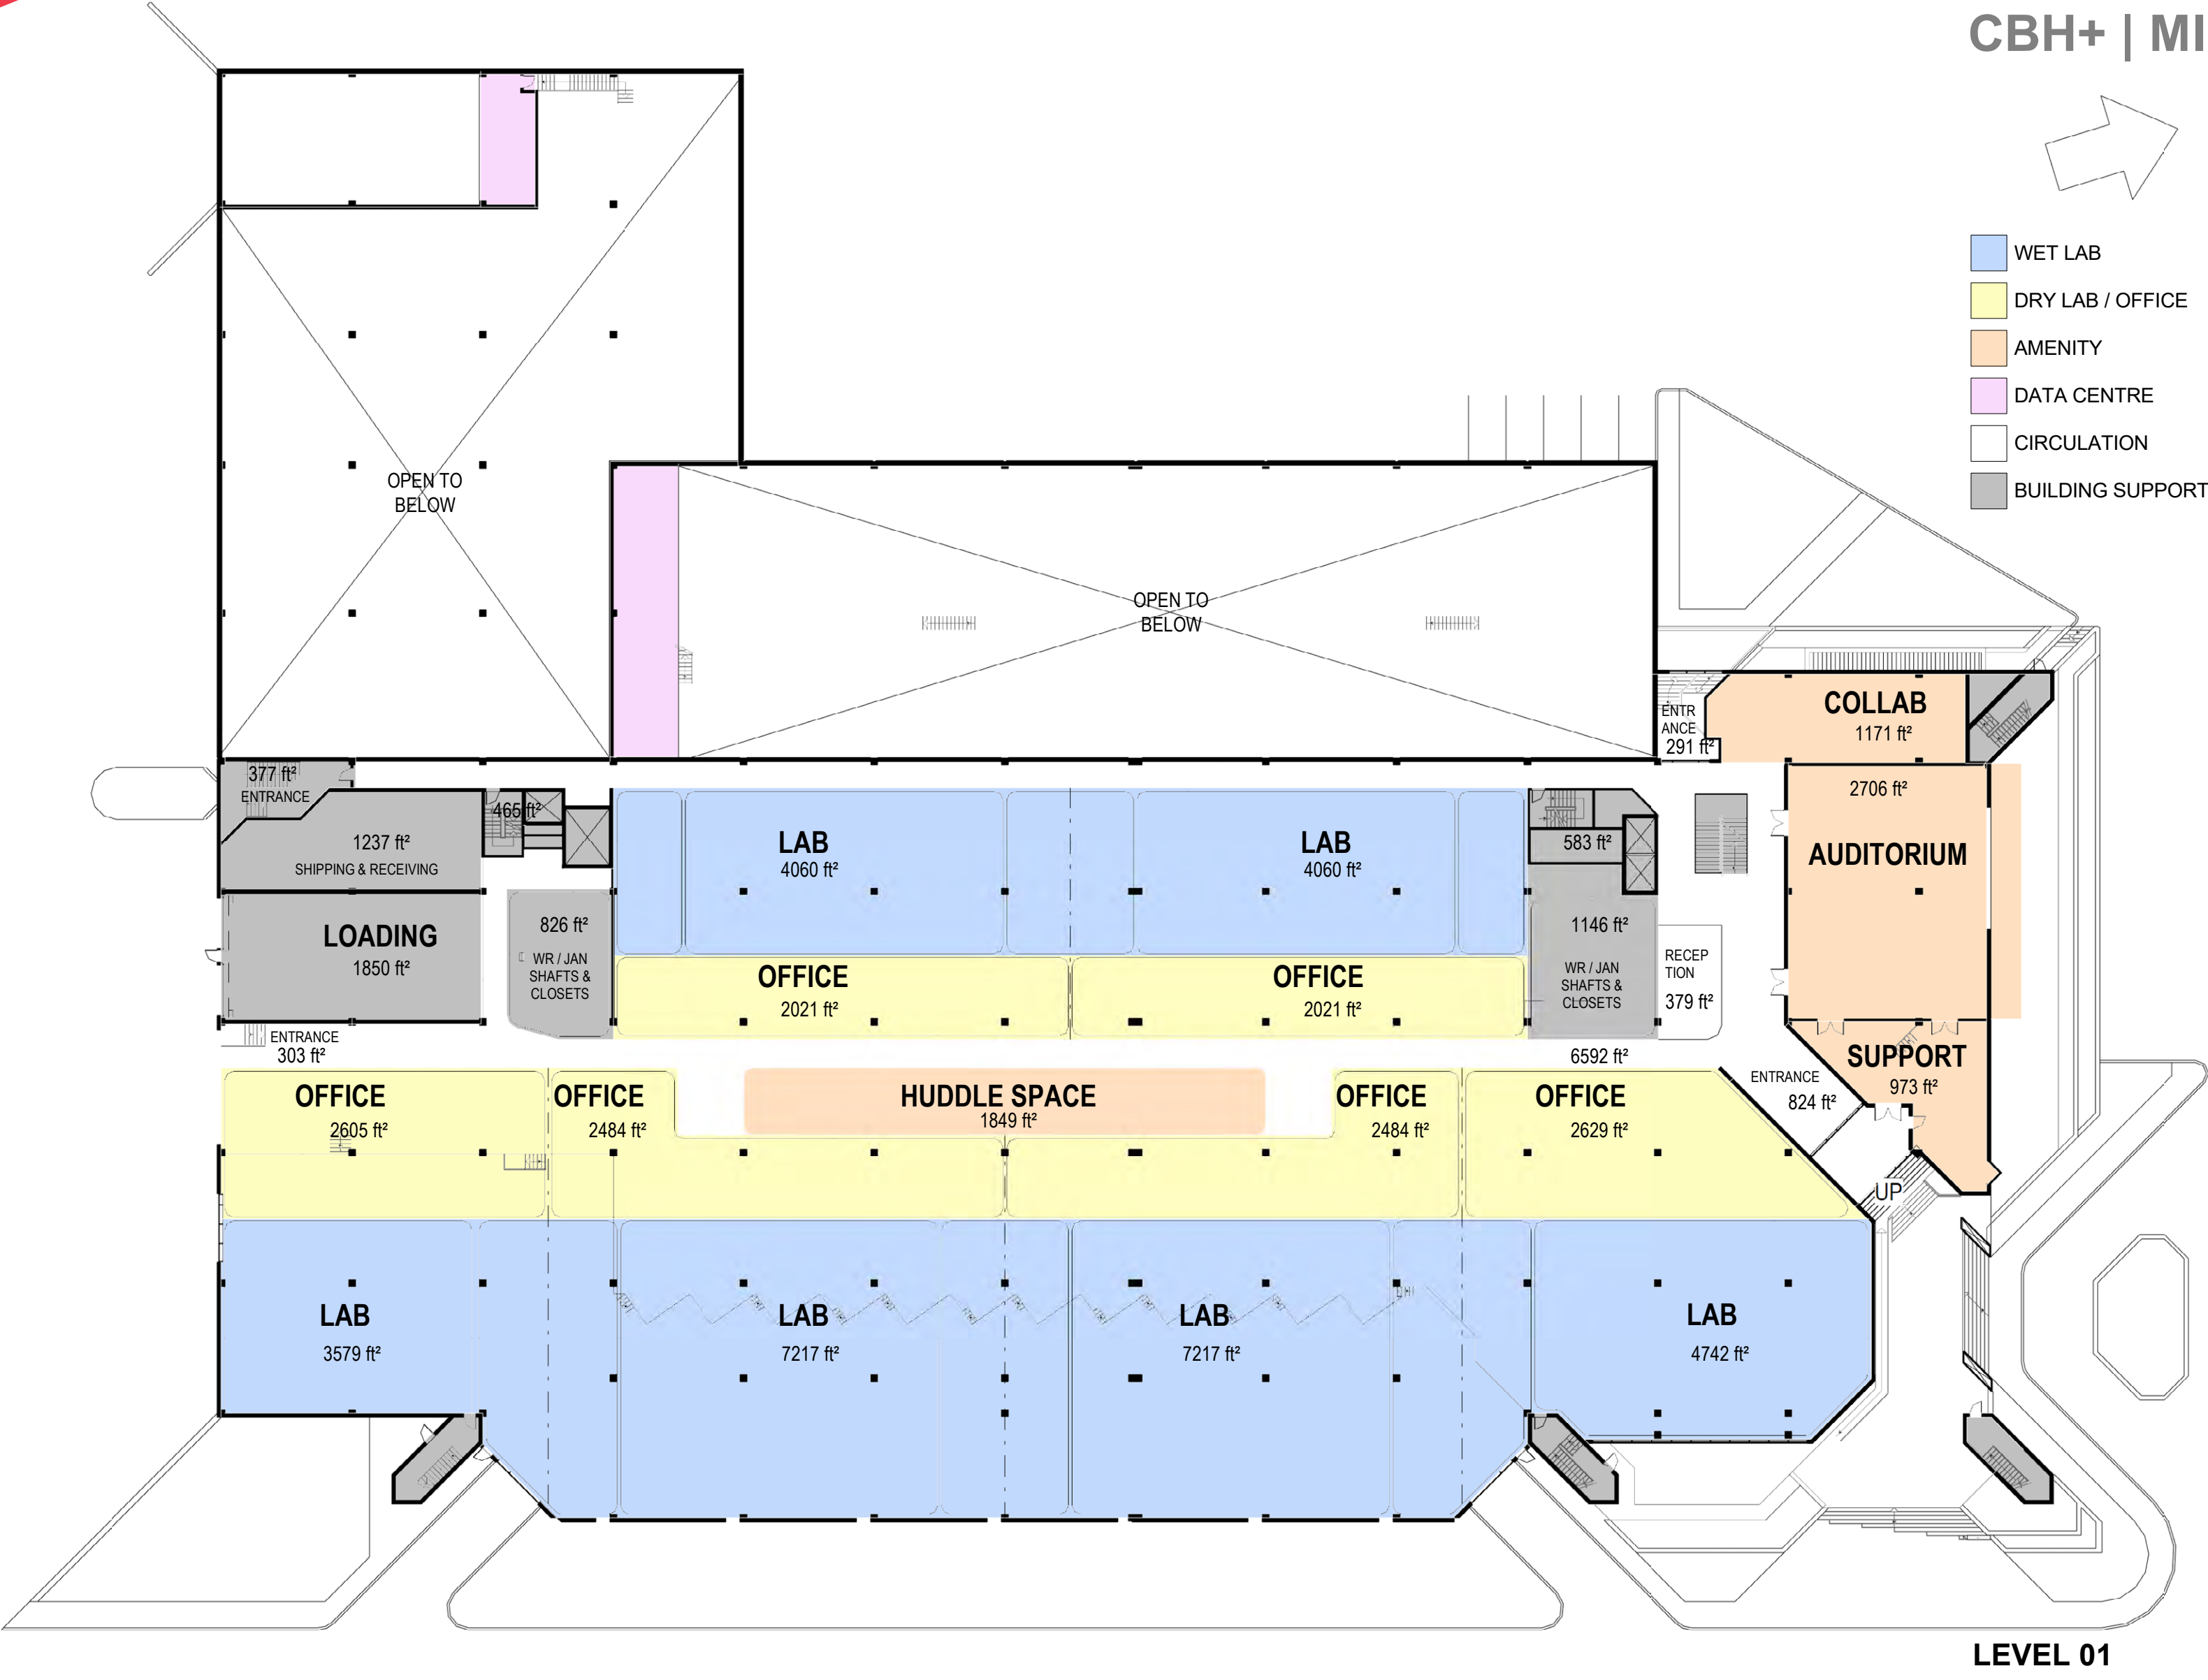 CBH+ | MI
WET LAB
DRY LAB / OFFICE
AMENITY
DATA CENTRE
CIRCULATION
BUILDING SUPPORT
OPEN TO
BELOW
OPEN TO
BELOW
ENTR
ANCE
291 ft²
COLLAB
1171 ft²
377 ft²
ENTRANCE
465 ft²
1237 ft²
SHIPPING & RECEIVING
LAB
4060 ft²
LAB
4060 ft²
583 ft²
2706 ft²
AUDITORIUM
LOADING
1850 ft²
826 ft²
WR / JAN
SHAFTS &
CLOSETS
OFFICE
2021 ft²
OFFICE
2021 ft²
1146 ft²
WR / JAN
SHAFTS &
CLOSETS
RECEP
TION
379 ft²
ENTRANCE
303 ft²
6592 ft²
SUPPORT
973 ft²
ENTRANCE
824 ft²
OFFICE
2605 ft²
OFFICE
2484 ft²
HUDDLE SPACE
1849 ft²
OFFICE
2484 ft²
OFFICE
2629 ft²
UP
LAB
3579 ft²
LAB
7217 ft²
LAB
7217 ft²
LAB
4742 ft²
LEVEL 01